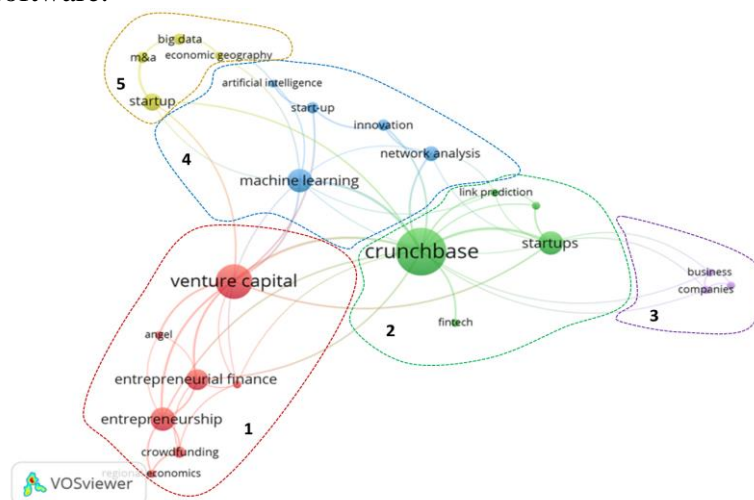 big data
m&a
economic geography
5
startup
artificial intelligence
start-up
innovation
4
network analysis
machine learning
link prediction
crunchbase
startups
business
companies
venture capital
3
fintech
2
angel
entrepreneurial finance
entrepreneurship
1
crowdfunding
regional economics
VOSviewer